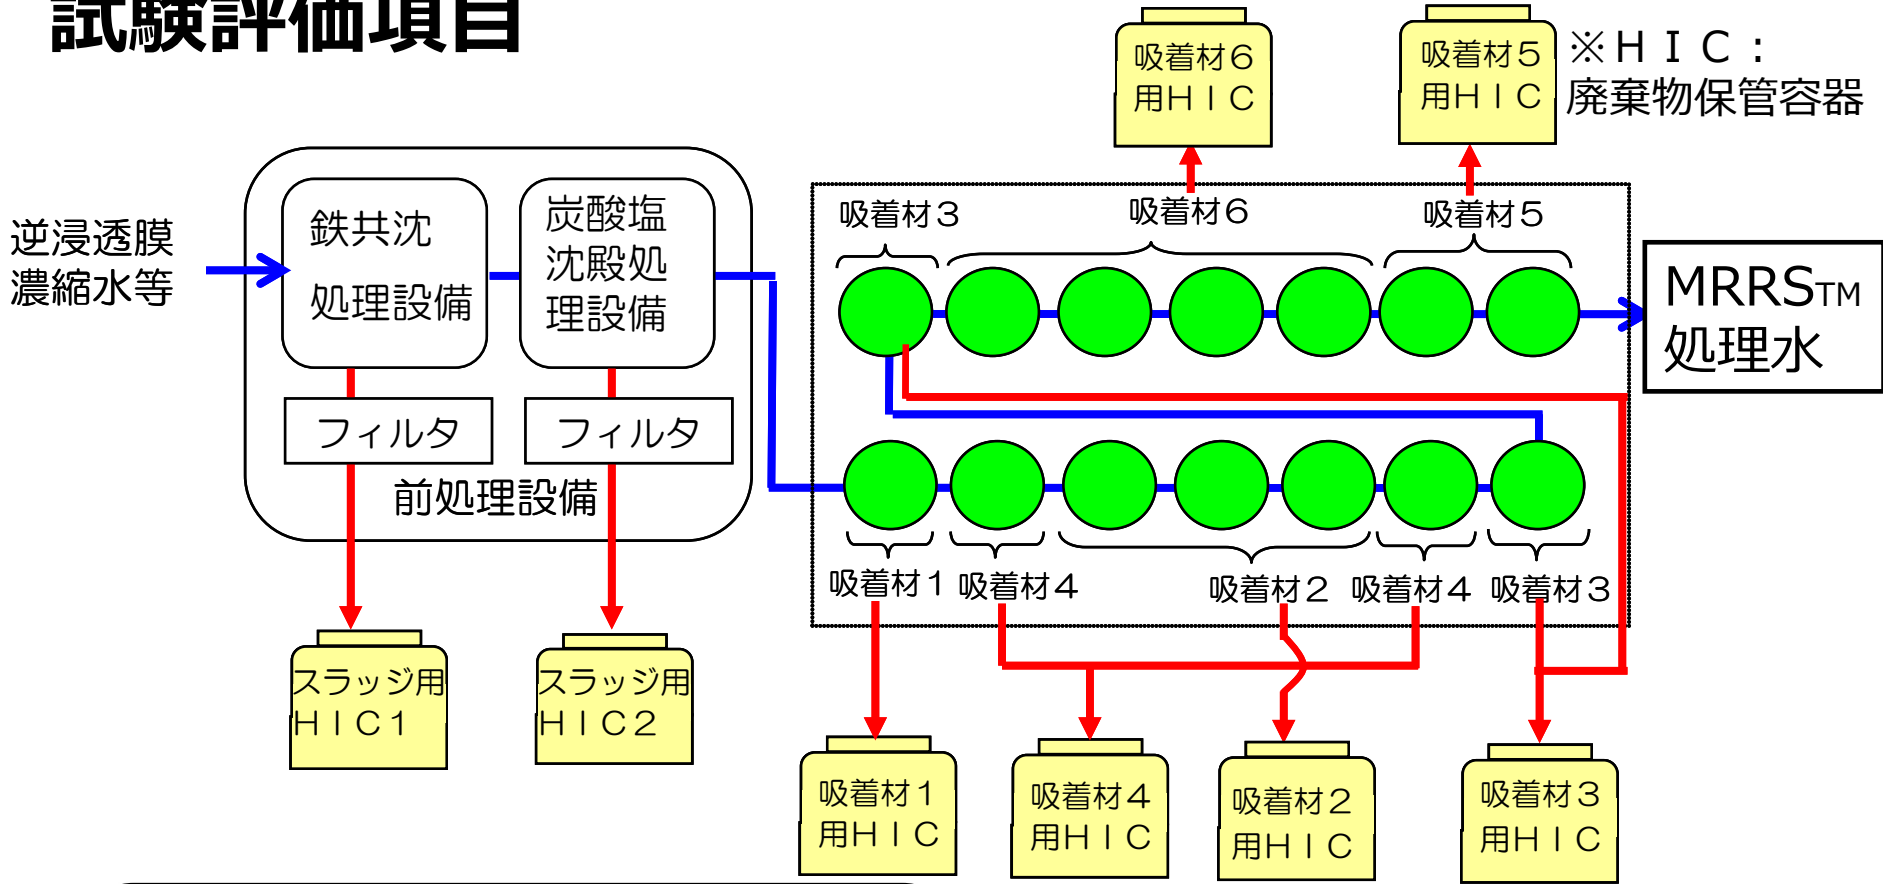 試験評価項目
吸着材6
用HIC
吸着材5
用HIC
※HIC:
廃棄物保管容器
逆浸透膜
濃縮水等
鉄共沈
処理設備
炭酸塩
沈殿処
理設備
フィルタ
フィルタ
前処理設備
吸着材3
吸着材6
吸着材5
MRRSTM
処理水
吸着材1
吸着材4
吸着材2
吸着材4
吸着材3
スラッジ用
HIC1
スラッジ用
HIC2
吸着材1
用HIC
吸着材4
用HIC
吸着材2
用HIC
吸着材3
用HIC